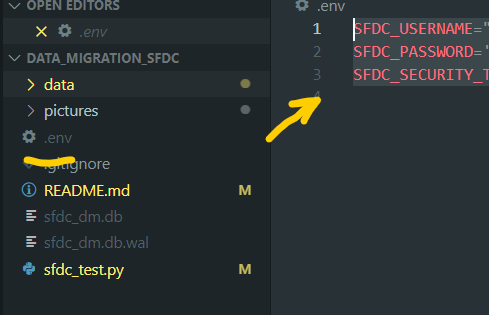 OPEN EDITORS
.env
DATA_MIGRATION_SFDC
data
pictures
.env
.gitignore
README.md M
sfdc_dm.db
sfdc_dm.db.wal
sfdc_test.py M
.env
1 SFDC_USERNAME="
2 SFDC_PASSWORD='
3 SFDC_SECURITY_T
4